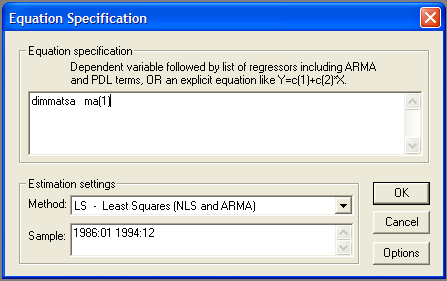 Equation Specification
Equation specification
Dependent variable followed by list of regressors including ARMA
and PDL terms, OR an explicit equation like Y=c(1)+c(2)*X.
dimmatsa ma(1)
Estimation settings
Method: LS - Least Squares (NLS and ARMA)
Sample: 1986:01 1994:12
OK
Cancel
Options